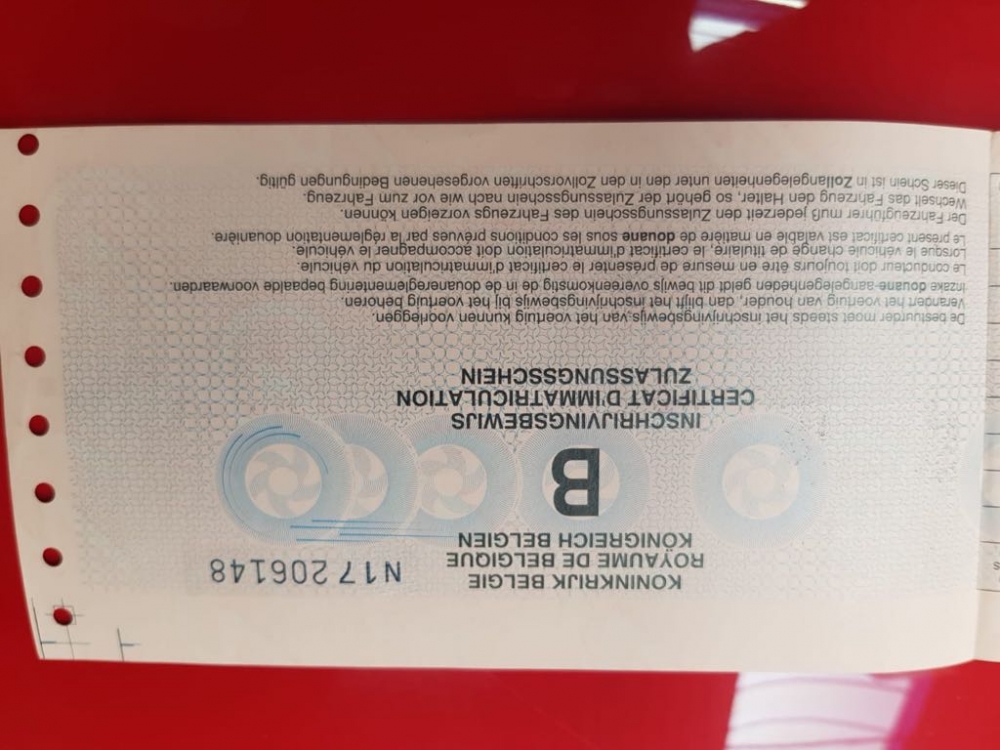 KONINKRIJK BELGIE
ROYAUME DE BELGIQUE
KÖNIGREICH BELGIEN
N17206148
B
INSCHRIJVINGSBEWIJS
CERTIFICAT D'IMMATRICULATION
ZULASSUNGSSCHEIN
De bestuurder moet steeds het inschrijvingsbewijs van het voertuig kunnen voorleggen.
Verandert het voertuig van houder, dan blijft het inschrijvingsbewijs bij het voertuig behoren.
Inzake douane-aangelegenheden geldt dit bewijs overeenkomstig de in de douanereglementering bepaalde voorwaarden.
Le conducteur doit toujours être en mesure de présenter le certificat d'immatriculation du véhicule.
Lorsque le véhicule change de titulaire, le certificat d'immatriculation doit accompagner le véhicule.
Le présent certificat est valable en matière de douane sous les conditions prévues par la réglementation douanière.
Der Fahrzeugführer muß jederzeit den Zulassungsschein des Fahrzeugs vorzeigen können.
Wechselt das Fahrzeug den Halter, so gehört der Zulassungsschein nach wie vor zum Fahrzeug.
Dieser Schein ist in Zollangelegenheiten unter den in den Zollvorschriften vorgesehenen Bedingungen gültig.